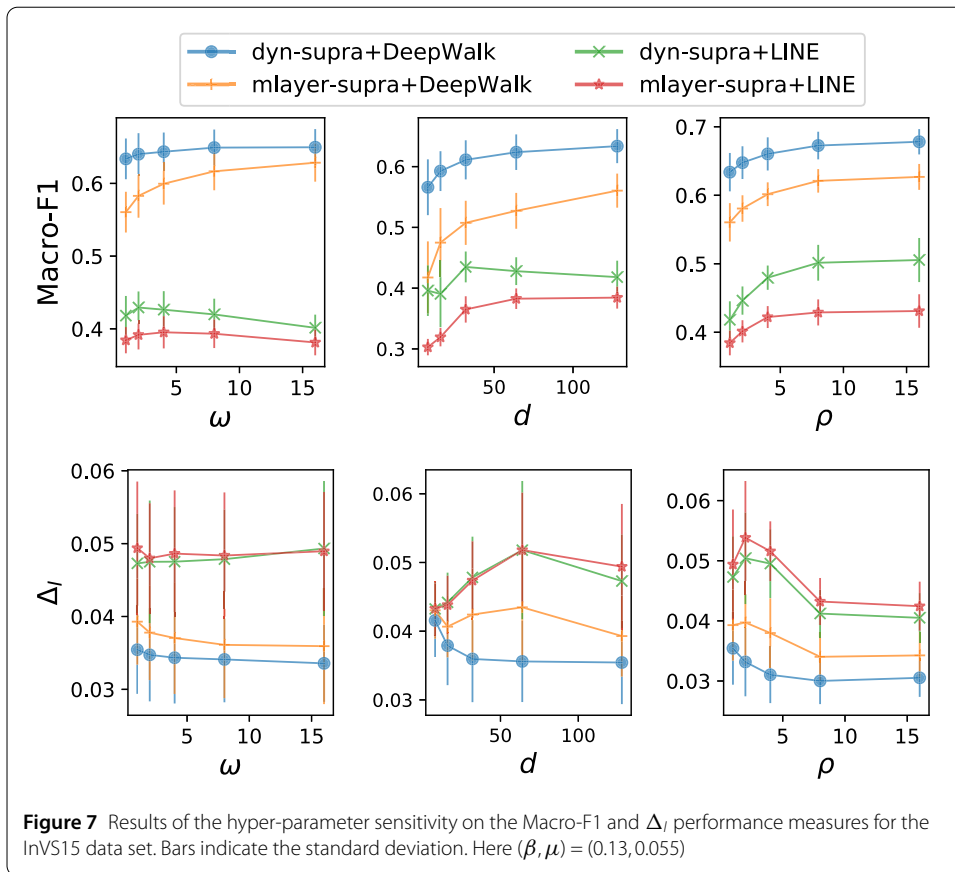 dyn-supra+DeepWalk dyn-supra+LINE
mlayer-supra+DeepWalk mlayer-supra+LINE
Macro-F1
0.6
0.5
0.4
5 10 15
ω
0.6
0.5
0.4
0.3
50 100
d
0.7
0.6
0.5
0.4
5 10 15
ρ
Δl
0.06
0.05
0.04
0.03
5 10 15
ω
0.06
0.05
0.04
0.03
50 100
d
0.06
0.05
0.04
0.03
5 10 15
ρ
Figure 7 Results of the hyper-parameter sensitivity on the Macro-F1 and Δl performance measures for the
InVS15 data set. Bars indicate the standard deviation. Here (β, μ) = (0.13, 0.055)